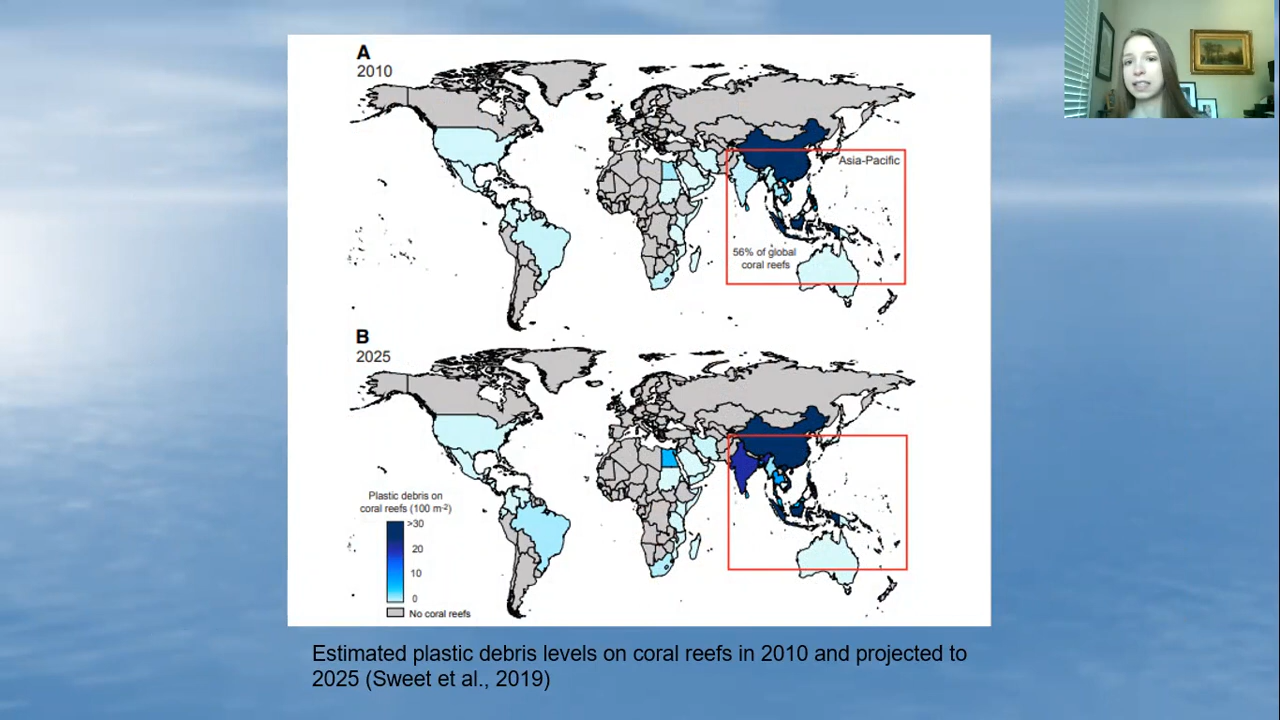 A
2010
Asia-Pacific
56% of global
coral reefs
B
2025
Plastic debris on
coral reefs (100 m-2)
>30
20
10
0
No coral reefs
Estimated plastic debris levels on coral reefs in 2010 and projected to
2025 (Sweet et al., 2019)